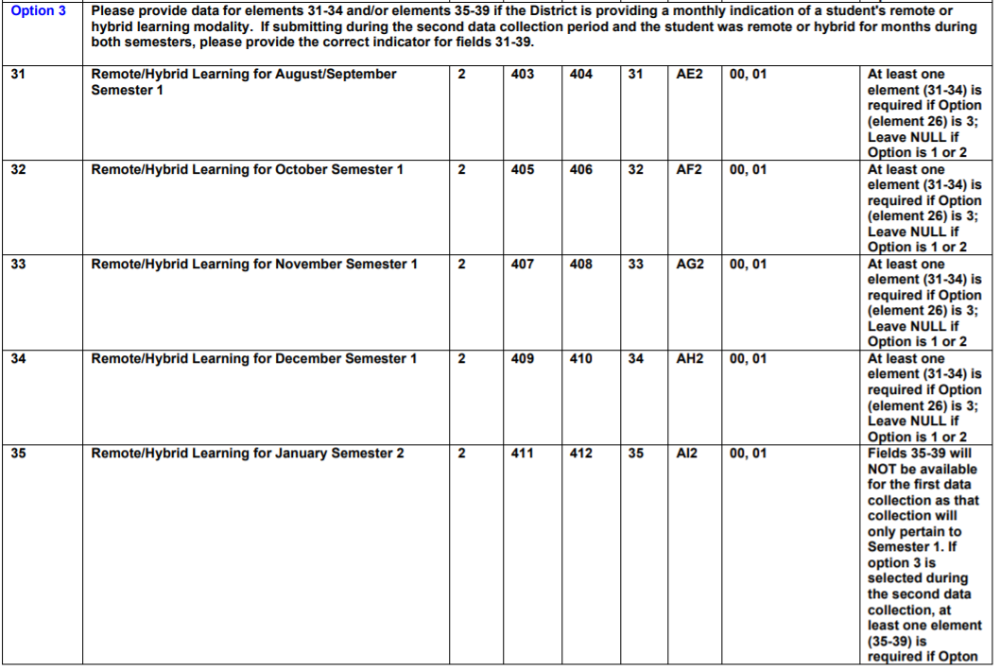 Option 3 Please provide data for elements 31-34 and/or elements 35-39 if the District is providing a monthly indication of a student's remote or
hybrid learning modality. If submitting during the second data collection period and the student was remote or hybrid for months during
both semesters, please provide the correct indicator for fields 31-39.
31 Remote/Hybrid Learning for August/September 2 403 404 31 AE2 00, 01 At least one
Semester 1 element (31-34) is
required if Option
(element 26) is 3;
Leave NULL if
Option is 1 or 2
32 Remote/Hybrid Learning for October Semester 1 2 405 406 32 AF2 00, 01 At least one
element (31-34) is
required if Option
(element 26) is 3;
Leave NULL if
Option is 1 or 2
33 Remote/Hybrid Learning for November Semester 1 2 407 408 33 AG2 00, 01 At least one
element (31-34) is
required if Option
(element 26) is 3;
Leave NULL if
Option is 1 or 2
34 Remote/Hybrid Learning for December Semester 1 2 409 410 34 AH2 00, 01 At least one
element (31-34) is
required if Option
(element 26) is 3;
Leave NULL if
Option is 1 or 2
35 Remote/Hybrid Learning for January Semester 2 2 411 412 35 AI2 00, 01 Fields 35-39 will
NOT be available
for the first data
collection as that
collection will
only pertain to
Semester 1. If
option 3 is
selected during
the second data
collection, at
least one element
(35-39) is
required if Opton